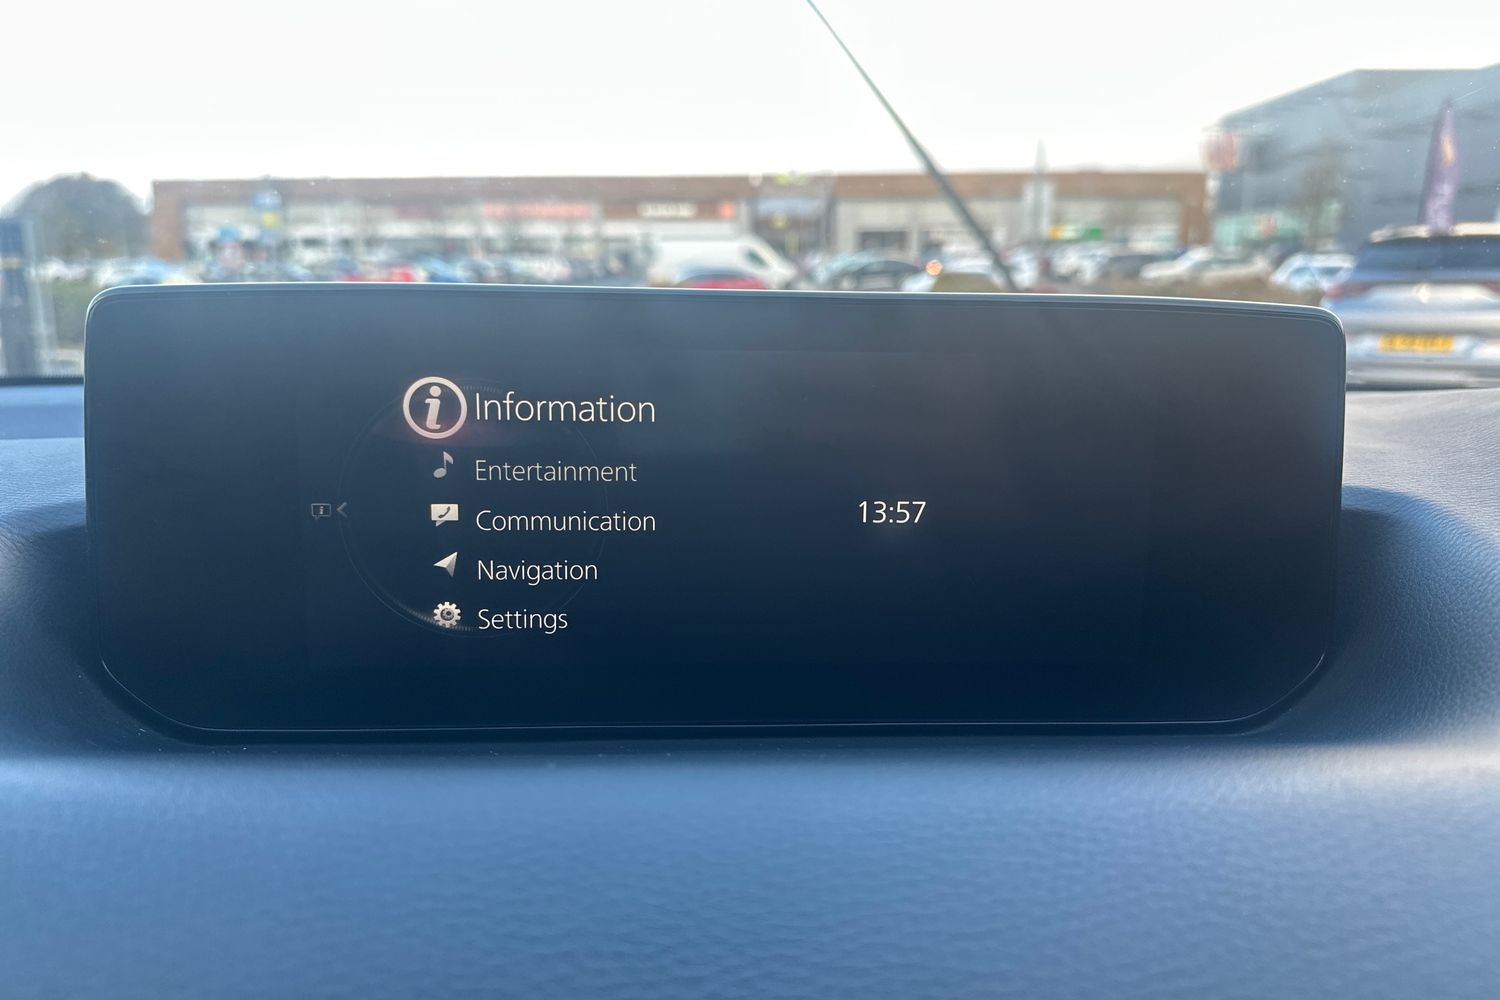 Information
Entertainment
Communication
13:57
Navigation
Settings